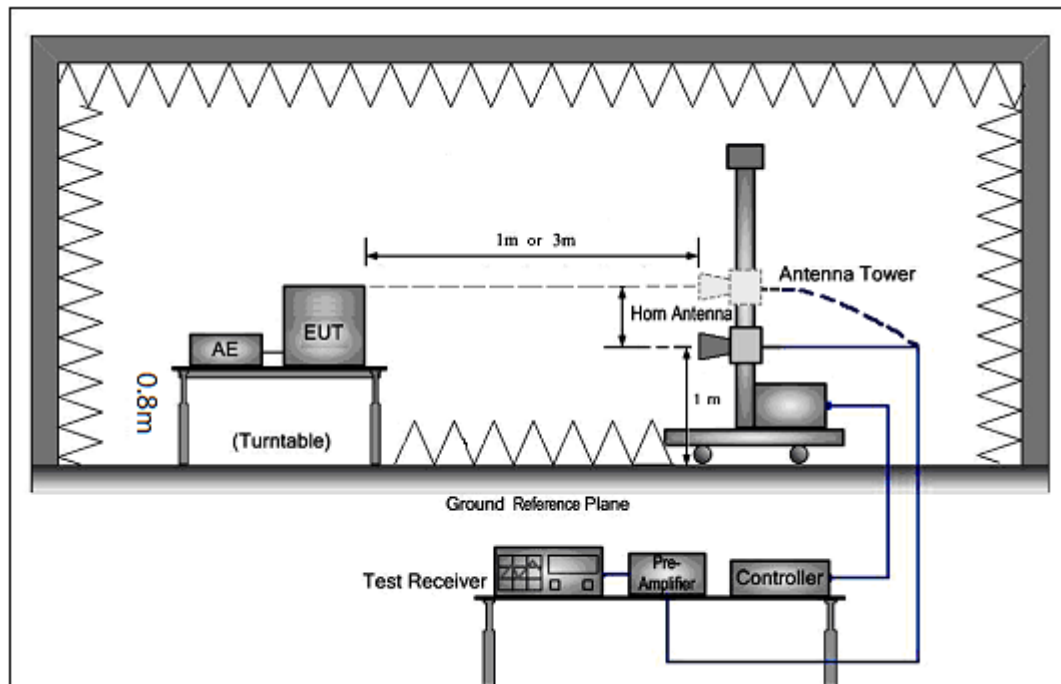 1m or 3m
Antenna Tower
Horn Antenna
EUT
AE
0.8m
1 m
(Turntable)
Ground Reference Plane
Test Receiver
Pre-
Amplifier
Controller